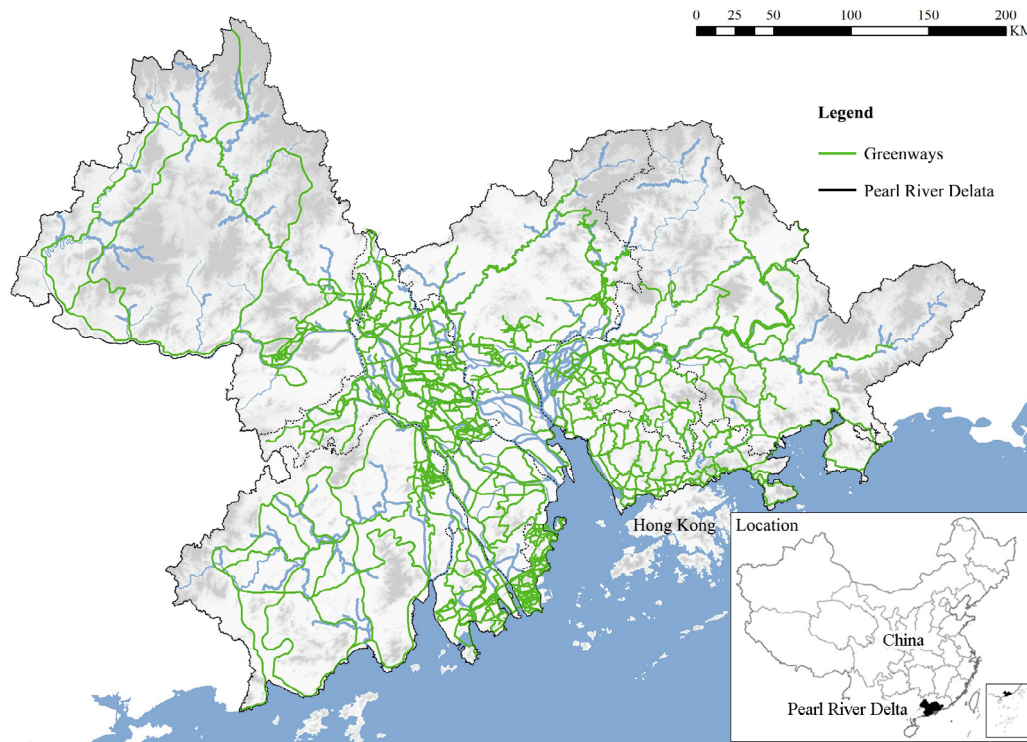 0 25 50 100 150 200
KM
Legend
Greenways
Pearl River Delata
Hong Kong
Location
China
Pearl River Delta